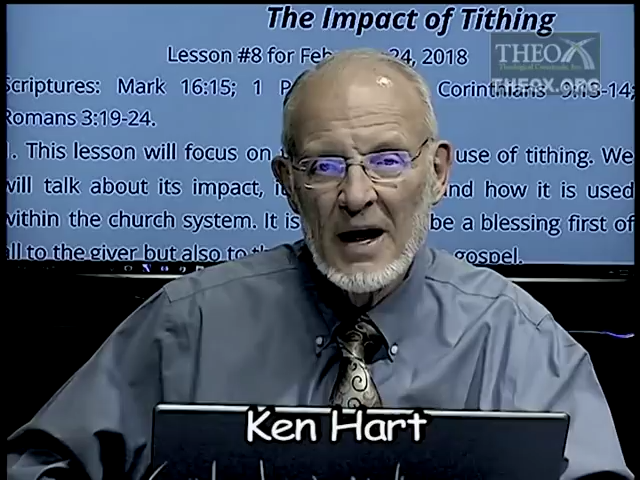 The Impact of Tithing
Lesson #8 for 24, 2018
THEOX
THEOX.ORG
Scriptures: Mark 16:15; 1 Corinthians 9:13-14;
Romans 3:19-24.
1. This lesson will focus on use of tithing. We
will talk about its impact, and how it is used
within the church system. It is be a blessing first of
all to the giver but also to gospel.
Ken Hart